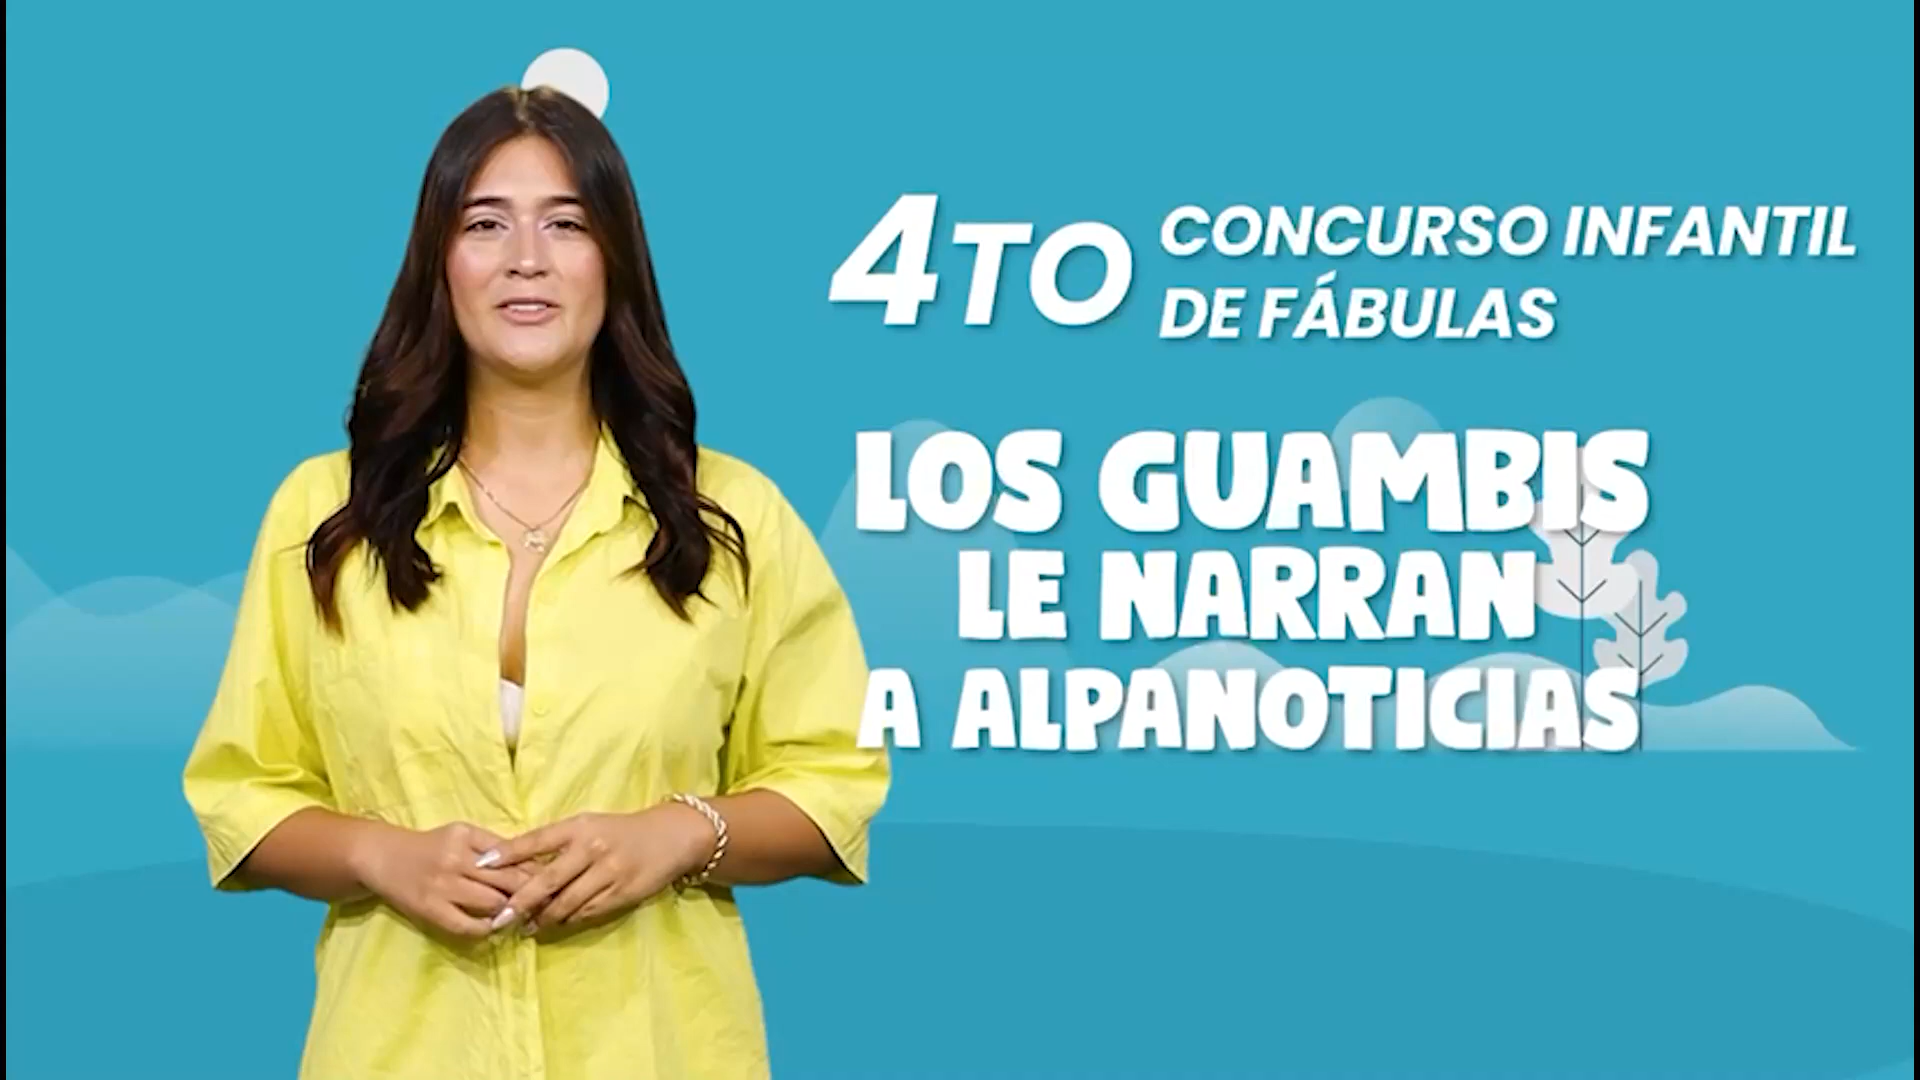 4TO CONCURSO INFANTIL
DE FÁBULAS
LOS GUAMBIS
LE NARRAN
A ALPANOTICIAS